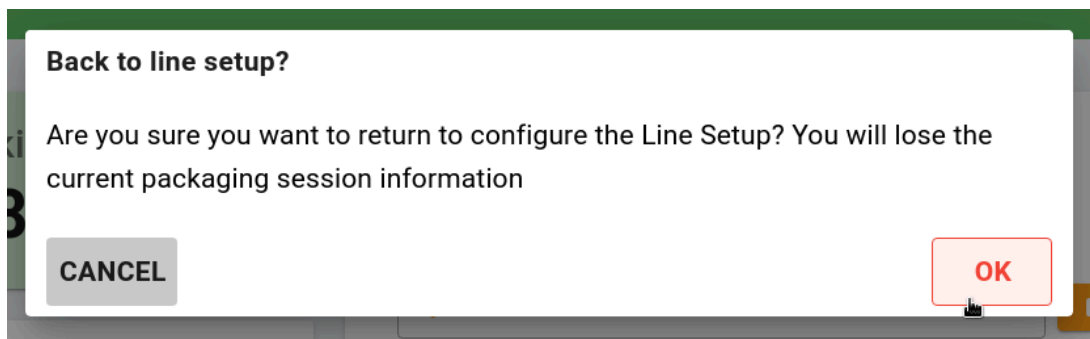 Back to line setup?
Are you sure you want to return to configure the Line Setup? You will lose the
current packaging session information
CANCEL
OK